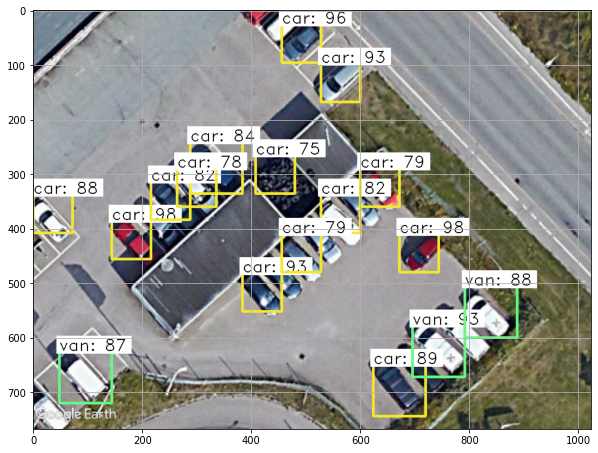 0
100
200
300
400
500
600
700
0
200
400
600
800
1000
car: 96
car: 93
car: 84
car: 75
car: 78
car: 79
car: 82
car: 88
car: 82
car: 98
car: 79
car: 98
car: 93
van: 88
van: 93
van: 87
car: 89
Google Earth